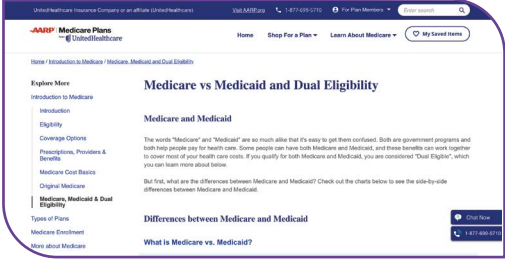 UnitedHealthcare Insurance Company or an affiliate (UnitedHealthcare).
Visit AARP.org
1-877-699-5710
For Plan Members
Enter search
AARP Medicare Plans
from UnitedHealthcare
Home
Shop For a Plan
Learn About Medicare
My Saved Items
Home / Introduction to Medicare / Medicare, Medicaid and Dual Eligibility
Explore More
Introduction to Medicare
Introduction
Eligibility
Coverage Options
Prescriptions, Providers &
Benefits
Medicare Cost Basics
Original Medicare
Medicare, Medicaid & Dual
Eligibility
Types of Plans
Medicare Enrollment
More about Medicare
Medicare vs Medicaid and Dual Eligibility
Medicare and Medicaid
The words "Medicare" and "Medicaid" are so much alike that it's easy to get them confused. Both are government programs and
both help people pay for health care. Some people can have both Medicare and Medicaid, and these benefits can work together
to cover most of your health care costs. If you qualify for both Medicare and Medicaid, you are considered "Dual Eligible", which
you can learn more about below.
But first, what are the differences between Medicare and Medicaid? Check out the charts below to see the side-by-side
differences between Medicare and Medicaid.
Differences between Medicare and Medicaid
What is Medicare vs. Medicaid?
Chat Now
1-877-699-5710